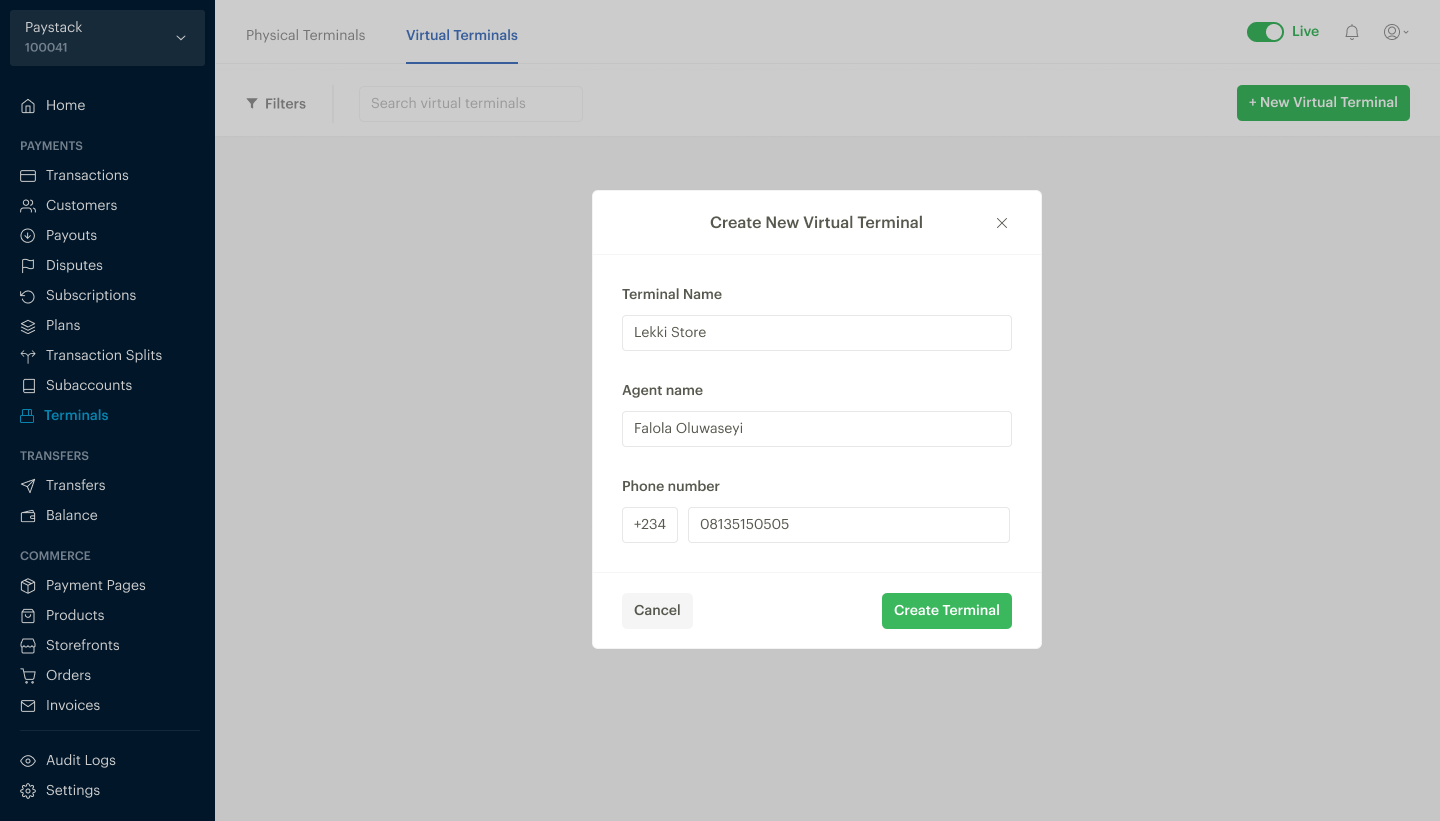 Paystack
100041
Home
PAYMENTS
Transactions
Customers
Payouts
Disputes
Subscriptions
Plans
Transaction Splits
Subaccounts
Terminals
TRANSFERS
Transfers
Balance
COMMERCE
Payment Pages
Products
Storefronts
Orders
Invoices
Audit Logs
Settings
Physical Terminals
Virtual Terminals
Live
Filters
Search virtual terminals
+ New Virtual Terminal
Create New Virtual Terminal
Terminal Name
Lekki Store
Agent name
Falola Oluwaseyi
Phone number
+234
08135150505
Cancel
Create Terminal